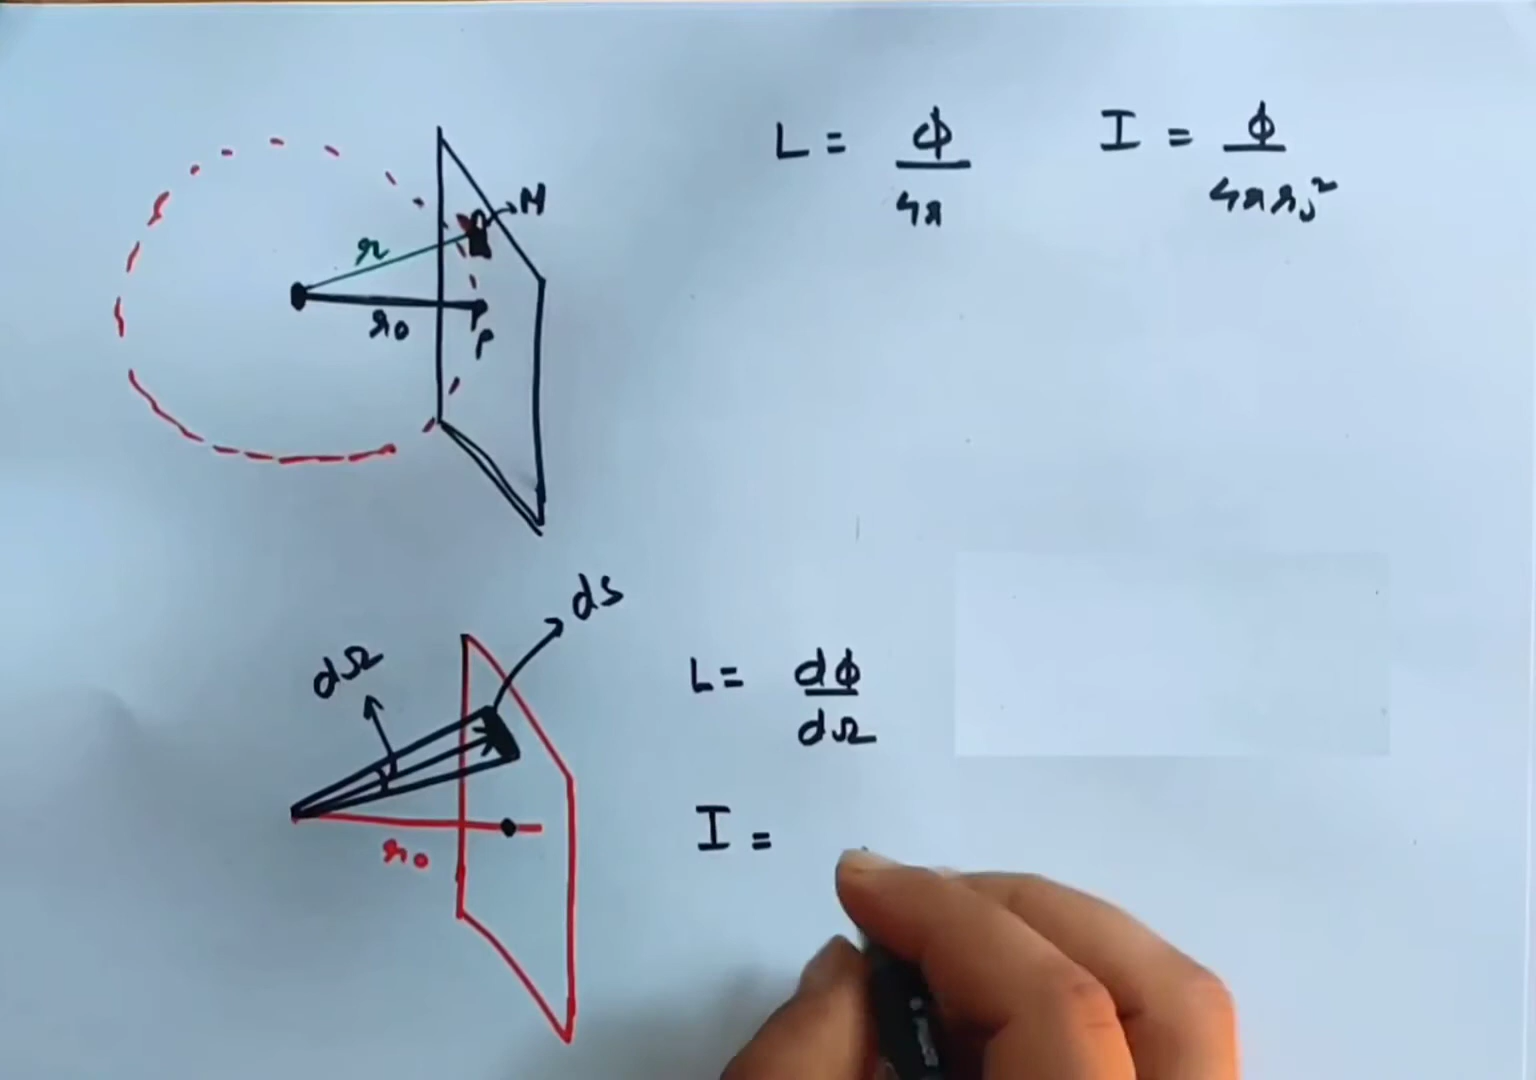 L = Φ/4π
I = Φ/4πr₀²
M
r
r₀
P
dS
dΩ
r₀
L = dΦ/dΩ
I =